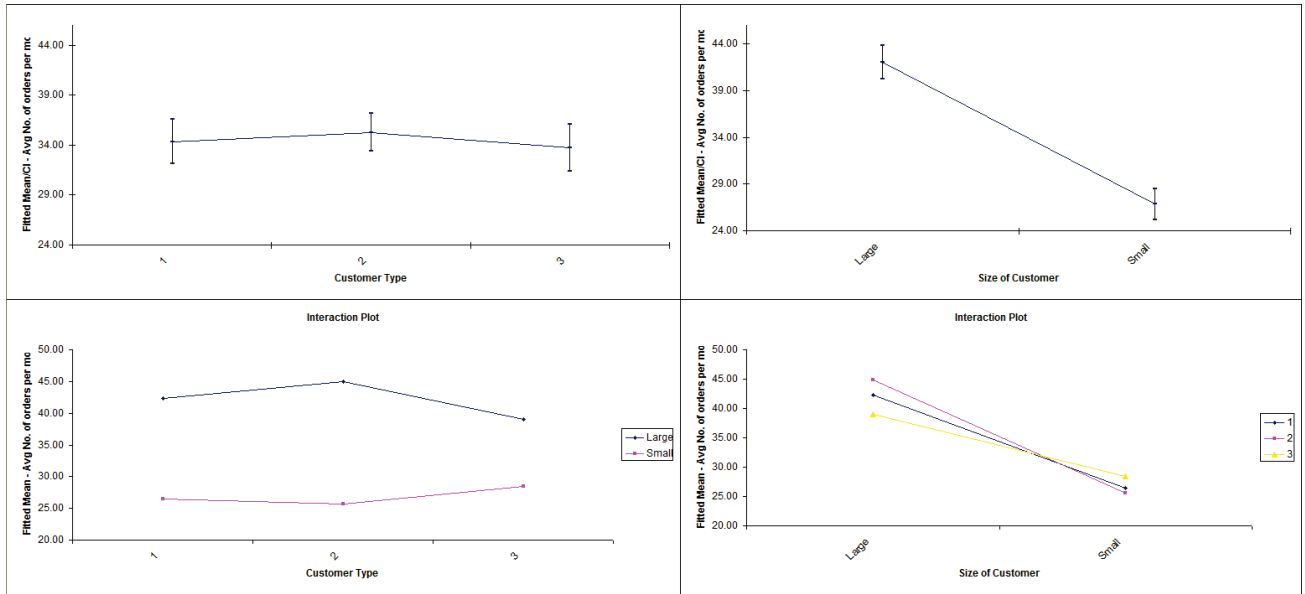 Fitted Mean/CI - Avg No. of orders per mo
44.00
39.00
34.00
29.00
24.00
1
2
3
Customer Type
Fitted Mean/CI - Avg No. of orders per mo
44.00
39.00
34.00
29.00
24.00
Large
Small
Size of Customer
Interaction Plot
Fitted Mean - Avg No. of orders per mo
50.00
45.00
40.00
35.00
30.00
25.00
20.00
1
2
3
Customer Type
Large
Small
Interaction Plot
Fitted Mean - Avg No. of orders per mo
50.00
45.00
40.00
35.00
30.00
25.00
20.00
Large
Small
Size of Customer
1
2
3